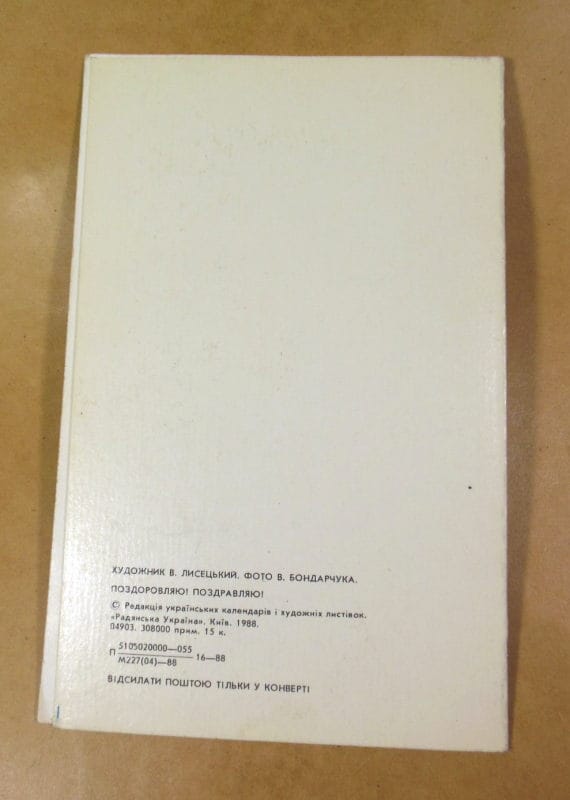 ХУДОЖНИК В. ЛИСЕЦЬКИЙ. ФОТО В. БОНДАРЧУКА.
ПОЗДОРОВЛЯЮ! ПОЗДРАВЛЯЮ!
© Редакція українських календарів і художніх листівок.
«Радянська Україна», Київ. 1988.
04903. 308000 прим. 15 к.
П 5105020000—055
М227(04)—88 16—88
ВІДСИЛАТИ ПОШТОЮ ТІЛЬКИ У КОНВЕРТІ